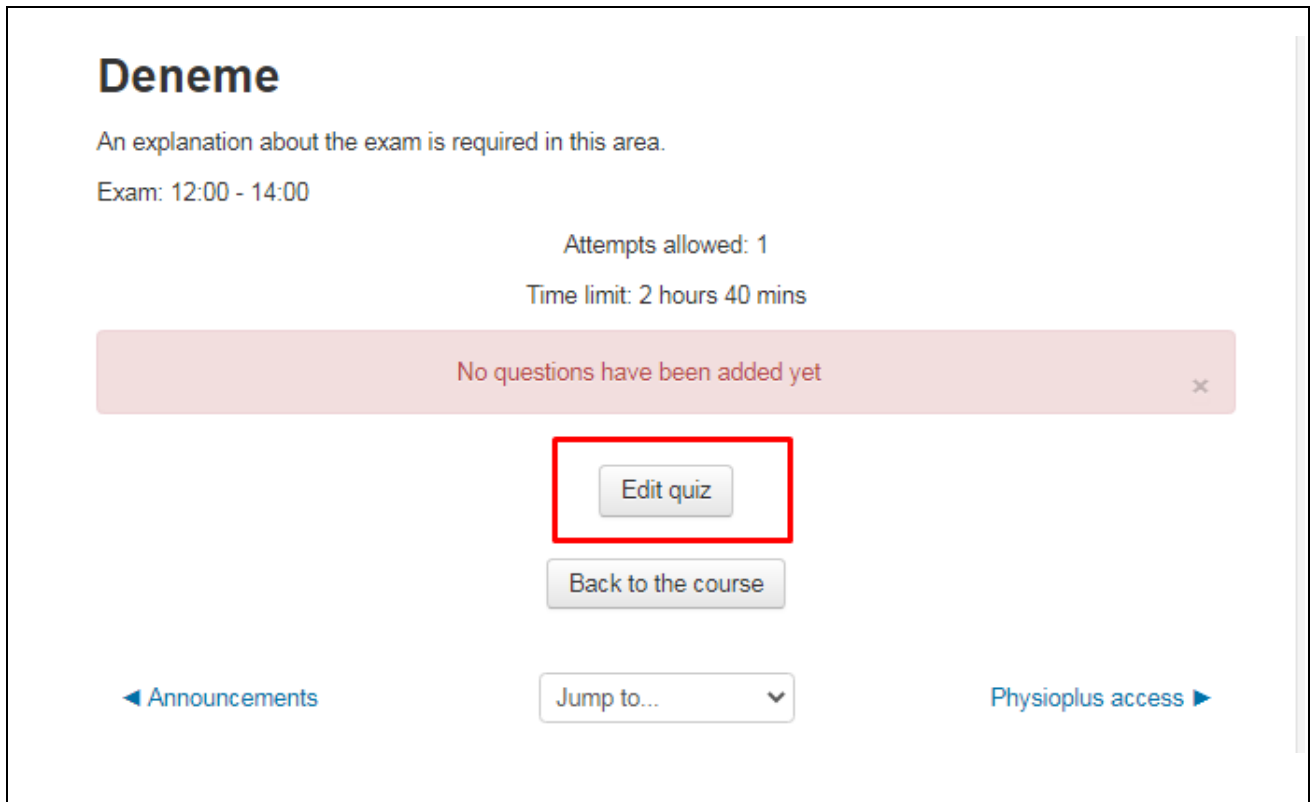 Deneme
An explanation about the exam is required in this area.
Exam: 12:00 - 14:00
Attempts allowed: 1
Time limit: 2 hours 40 mins
No questions have been added yet
×
Edit quiz
Back to the course
◄ Announcements
Jump to...
Physioplus access ►